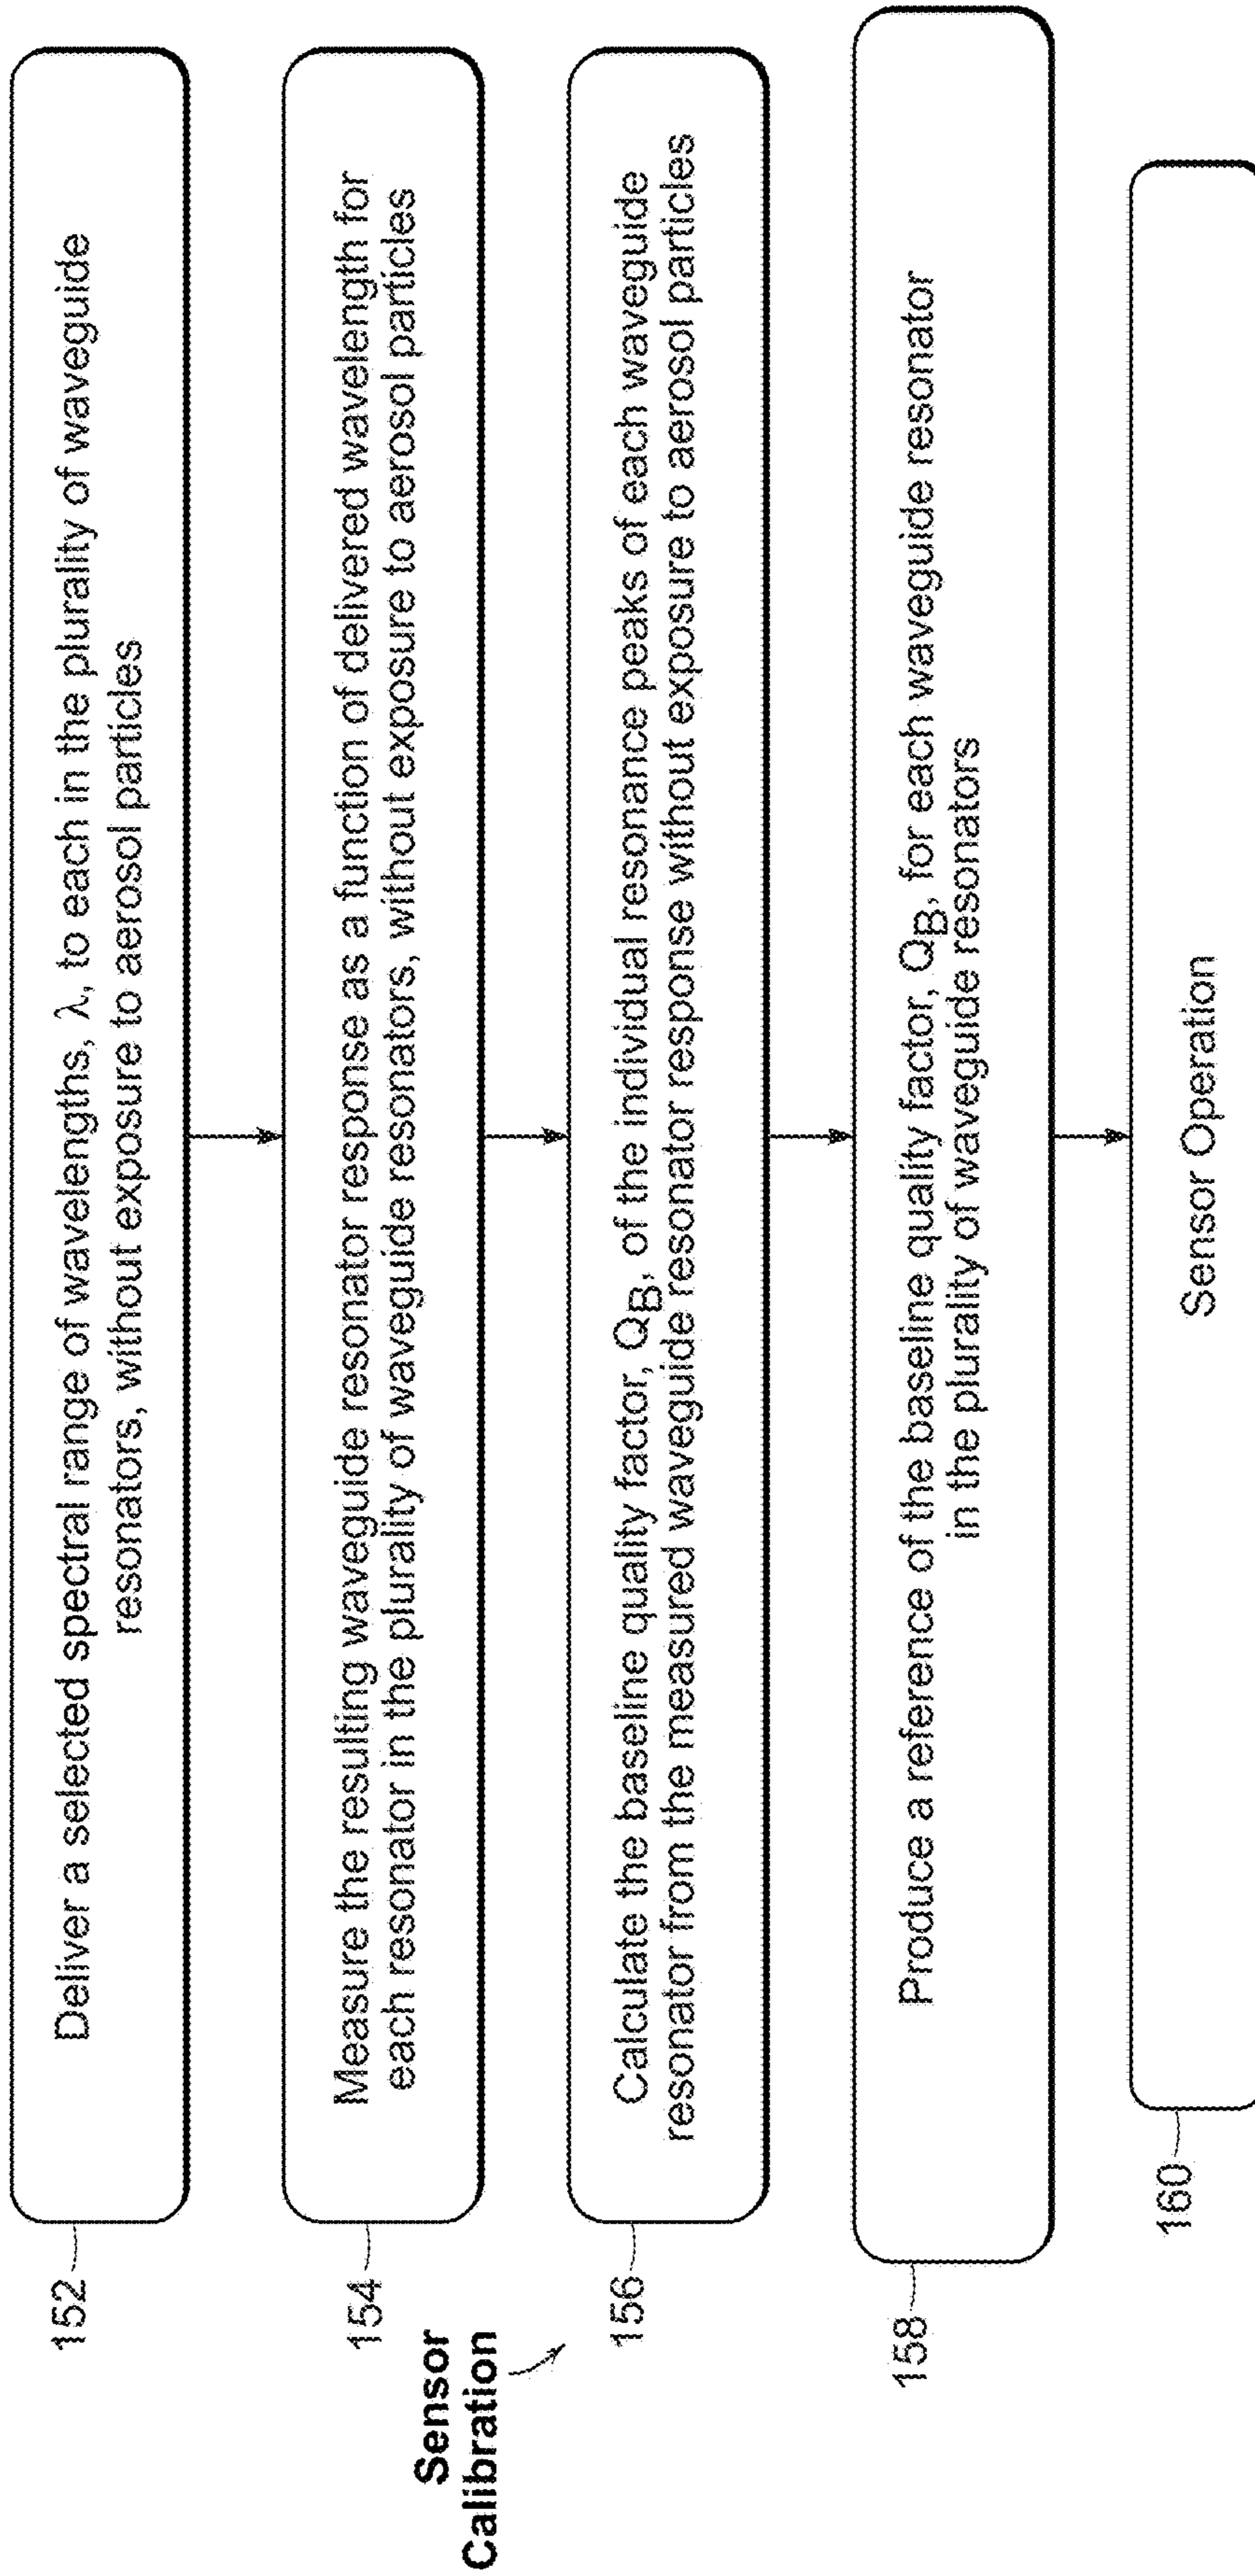 Sensor
Calibration
152
Deliver a selected spectral range of wavelengths, λ, to each in the plurality of waveguide
resonators, without exposure to aerosol particles
154
Measure the resulting waveguide resonator response as a function of delivered wavelength for
each resonator in the plurality of waveguide resonators, without exposure to aerosol particles
156
Calculate the baseline quality factor, QB, of the individual resonance peaks of each waveguide
resonator from the measured waveguide resonator response without exposure to aerosol particles
158
Produce a reference of the baseline quality factor, QB, for each waveguide resonator
in the plurality of waveguide resonators
160
Sensor Operation